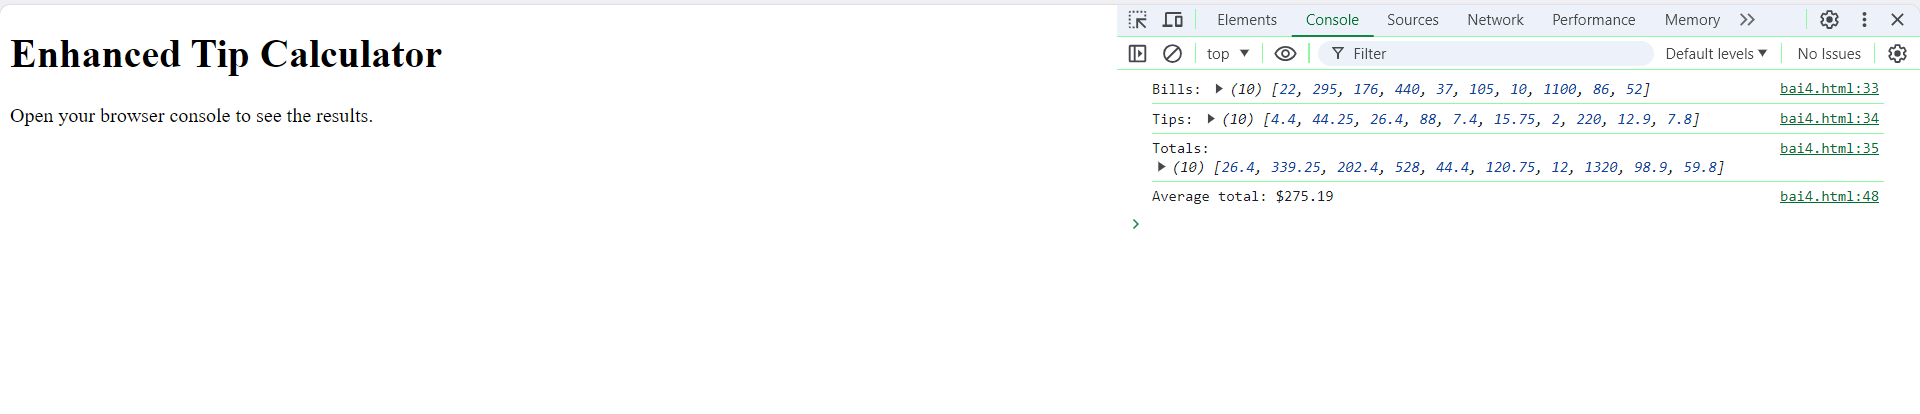 Enhanced Tip Calculator
Open your browser console to see the results.
Elements Console Sources Network Performance Memory
top Filter Default levels No Issues
Bills: (10) [22, 295, 176, 440, 37, 105, 10, 1100, 86, 52] bai4.html:33
Tips: (10) [4.4, 44.25, 26.4, 88, 7.4, 15.75, 2, 220, 12.9, 7.8] bai4.html:34
Totals: bai4.html:35
(10) [26.4, 339.25, 202.4, 528, 44.4, 120.75, 12, 1320, 98.9, 59.8]
Average total: $275.19 bai4.html:48